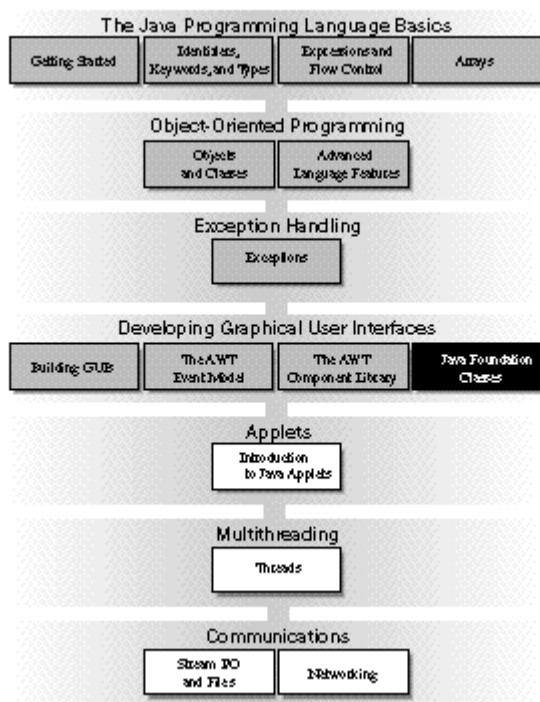 The Java Programming Language Basics
Getting Started
Identifiers,
Keywords, and Types
Expressions and
Flow Control
Arrays
Object-Oriented Programming
Objects
and Classes
Advanced
Language Features
Exception Handling
Exceptions
Developing Graphical User Interfaces
Building GUIs
The AWT
Event Model
The AWT
Component Library
Java Foundation
Classes
Applets
Introduction
to Java Applets
Multithreading
Threads
Communications
Stream I/O
and Files
Networking